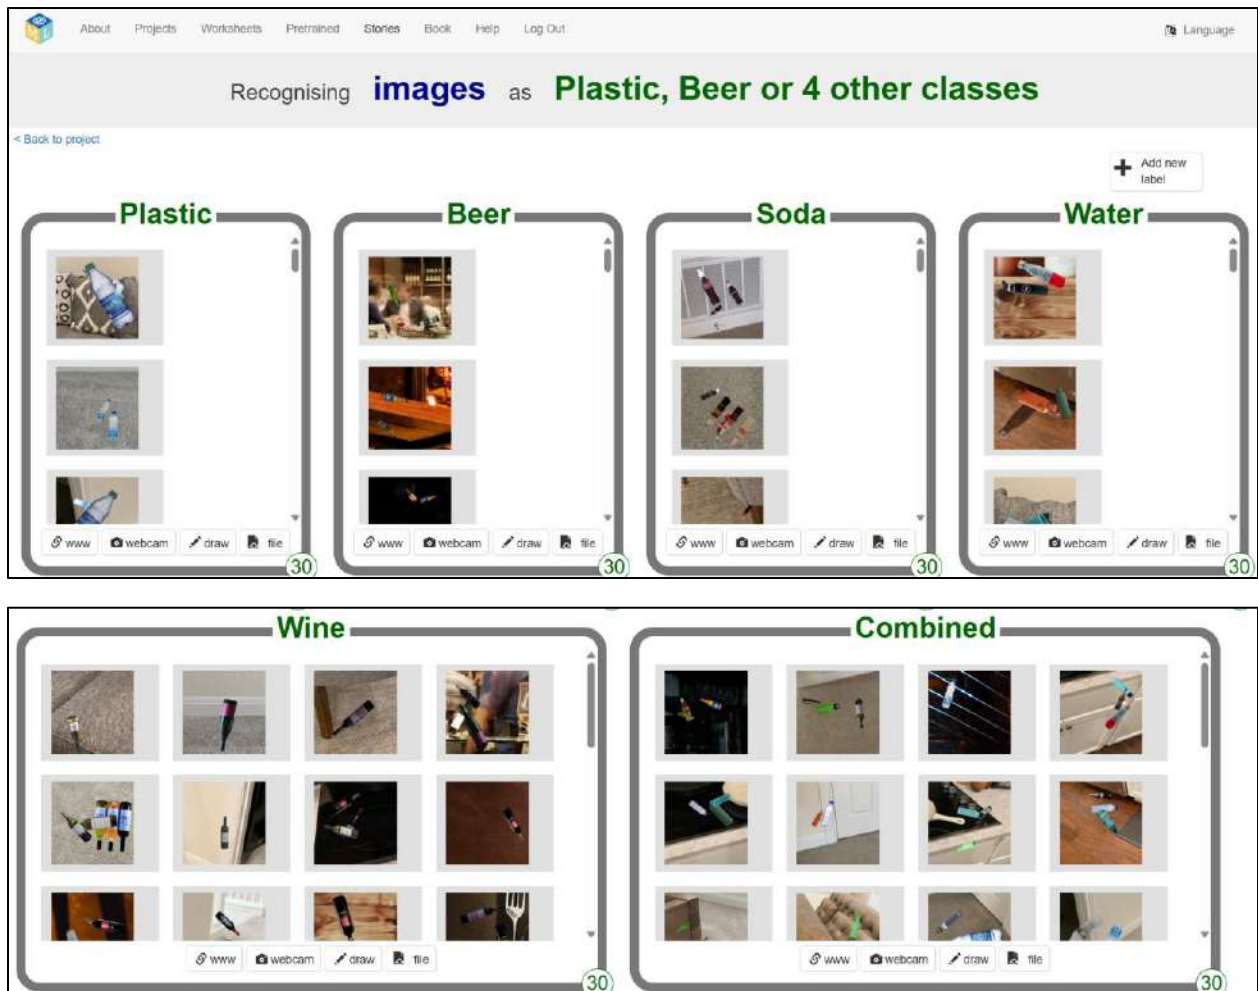 About Projects Worksheets Pretrained Stories Book Help Log Out Language
Recognising images as Plastic, Beer or 4 other classes
< Back to project
Add new
label
Plastic Beer Soda Water
www webcam draw file www webcam draw file www webcam draw file www webcam draw file
30 30 30 30
Wine Combined
www webcam draw file www webcam draw file
30 30